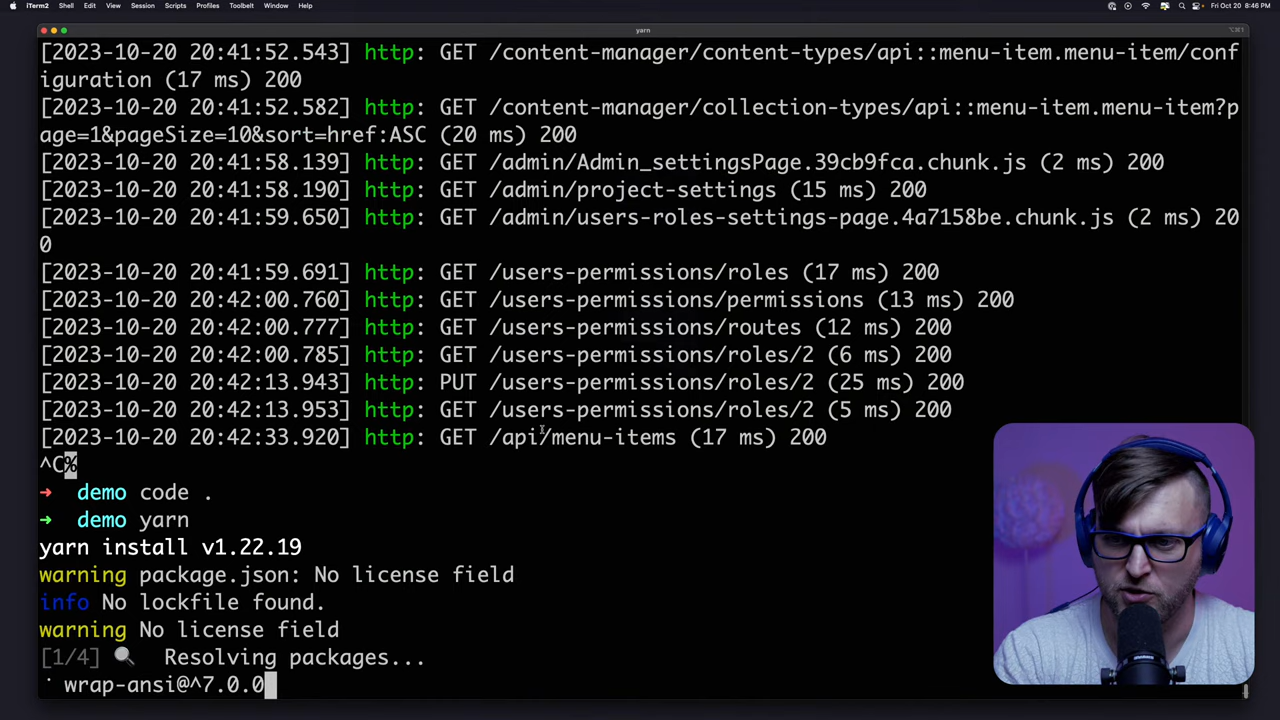 iTerm2 Shell Edit View Session Scripts Profiles Toolbelt Window Help Fri Oct 20 8:46 PM
yarn
[2023-10-20 20:41:52.543] http: GET /content-manager/content-types/api::menu-item.menu-item/conf
iguration (17 ms) 200
[2023-10-20 20:41:52.582] http: GET /content-manager/collection-types/api::menu-item.menu-item?p
age=1&pageSize=10&sort=href:ASC (20 ms) 200
[2023-10-20 20:41:58.139] http: GET /admin/Admin_settingsPage.39cb9fca.chunk.js (2 ms) 200
[2023-10-20 20:41:58.190] http: GET /admin/project-settings (15 ms) 200
[2023-10-20 20:41:59.650] http: GET /admin/users-roles-settings-page.4a7158be.chunk.js (2 ms) 20
0
[2023-10-20 20:41:59.691] http: GET /users-permissions/roles (17 ms) 200
[2023-10-20 20:42:00.760] http: GET /users-permissions/permissions (13 ms) 200
[2023-10-20 20:42:00.777] http: GET /users-permissions/routes (12 ms) 200
[2023-10-20 20:42:00.785] http: GET /users-permissions/roles/2 (6 ms) 200
[2023-10-20 20:42:13.943] http: PUT /users-permissions/roles/2 (25 ms) 200
[2023-10-20 20:42:13.953] http: GET /users-permissions/roles/2 (5 ms) 200
[2023-10-20 20:42:33.920] http: GET /api/menu-items (17 ms) 200
^C%
➜ demo code .
➜ demo yarn
yarn install v1.22.19
warning package.json: No license field
info No lockfile found.
warning No license field
[1/4] 🔍 Resolving packages...
⠁ wrap-ansi@^7.0.0